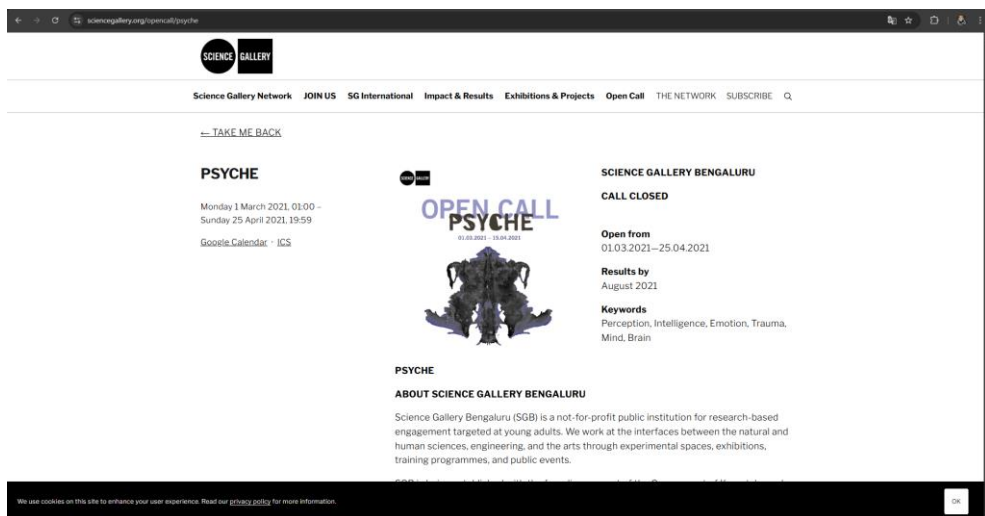 sciencegallery.org/opencall/psyche
SCIENCE GALLERY
Science Gallery Network JOIN US SG International Impact & Results Exhibitions & Projects Open Call THE NETWORK SUBSCRIBE
← TAKE ME BACK
PSYCHE
Monday 1 March 2021, 01:00 –
Sunday 25 April 2021, 19:59
Google Calendar · ICS
SCIENCE GALLERY
OPEN CALL
PSYCHE
01.03.2021 – 15.04.2021
SCIENCE GALLERY BENGALURU
CALL CLOSED
Open from
01.03.2021—25.04.2021
Results by
August 2021
Keywords
Perception, Intelligence, Emotion, Trauma,
Mind, Brain
PSYCHE
ABOUT SCIENCE GALLERY BENGALURU
Science Gallery Bengaluru (SGB) is a not-for-profit public institution for research-based
engagement targeted at young adults. We work at the interfaces between the natural and
human sciences, engineering, and the arts through experimental spaces, exhibitions,
training programmes, and public events.
We use cookies on this site to enhance your user experience. Read our privacy policy for more information.
OK